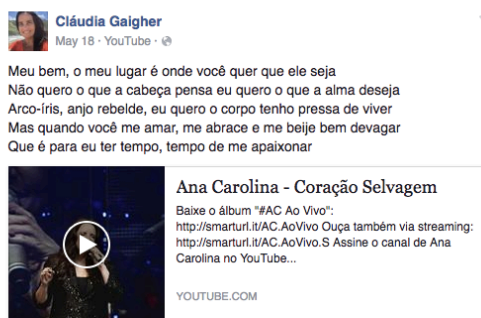 Cláudia Gaigher
May 18 · YouTube ·
Meu bem, o meu lugar é onde você quer que ele seja
Não quero o que a cabeça pensa eu quero o que a alma deseja
Arco-íris, anjo rebelde, eu quero o corpo tenho pressa de viver
Mas quando você me amar, me abrace e me beije bem devagar
Que é para eu ter tempo, tempo de me apaixonar
Ana Carolina - Coração Selvagem
Baixe o álbum "#AC Ao Vivo":
http://smarturl.it/AC.AoVivo Ouça também via streaming:
http://smarturl.it/AC.AoVivo.S Assine o canal de Ana
Carolina no YouTube...
YOUTUBE.COM